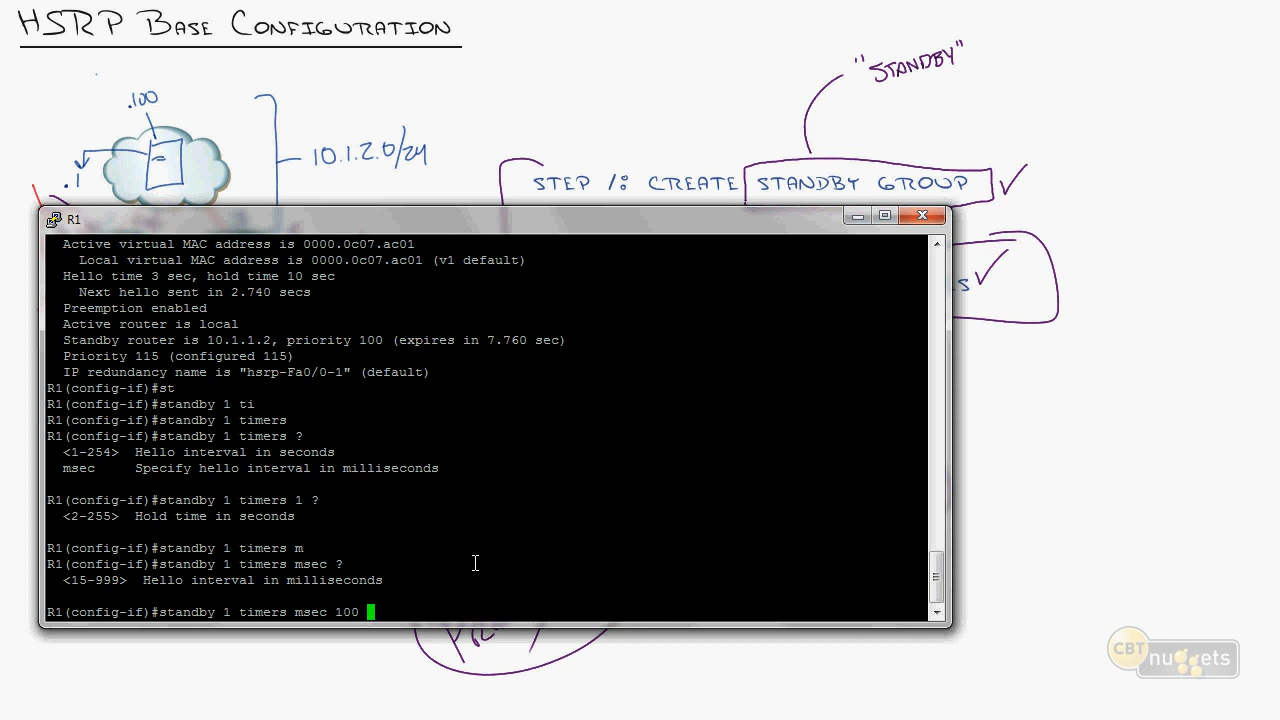 HSRP BASE CONFIGURATION
"STANDBY"
.100
10.1.2.0/24
.1
STEP 1: CREATE STANDBY GROUP
R1
Active virtual MAC address is 0000.0c07.ac01
Local virtual MAC address is 0000.0c07.ac01 (v1 default)
Hello time 3 sec, hold time 10 sec
Next hello sent in 2.740 secs
Preemption enabled
Active router is local
Standby router is 10.1.1.2, priority 100 (expires in 7.760 sec)
Priority 115 (configured 115)
IP redundancy name is "hsrp-Fa0/0-1" (default)
R1(config-if)#st
R1(config-if)#standby 1 ti
R1(config-if)#standby 1 timers
R1(config-if)#standby 1 timers ?
<1-254>  Hello interval in seconds
msec     Specify hello interval in milliseconds
R1(config-if)#standby 1 timers 1 ?
<2-255>  Hold time in seconds
R1(config-if)#standby 1 timers m
R1(config-if)#standby 1 timers msec ?
<15-999>  Hello interval in milliseconds
R1(config-if)#standby 1 timers msec 100
CBT nuggets